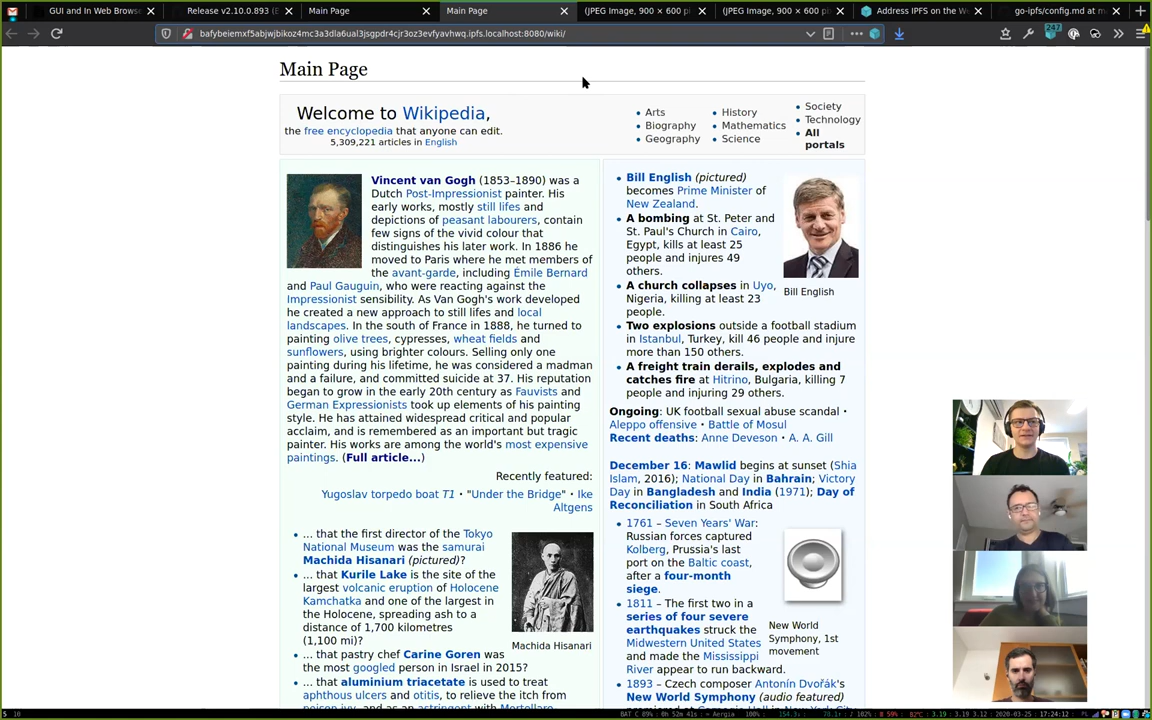 GUI and In Web Brows
Release v2.10.0.893 (B
Main Page
Main Page
(JPEG Image, 900 × 600 pi
(JPEG Image, 900 × 600 pi
Address IPFS on the W
go-ipfs/config.md at m
bafybeiemxf5abjwjbikoz4mc3a3dla6ual3jsgpdr4cjr3oz3evfyavhwq.ipfs.localhost:8080/wiki/
247
Main Page
Welcome to Wikipedia,
the free encyclopedia that anyone can edit.
5,309,221 articles in English
Arts
Biography
Geography
History
Mathematics
Science
Society
Technology
All
portals
Vincent van Gogh (1853–1890) was a
Dutch Post-Impressionist painter. His
early works, mostly still lifes and
depictions of peasant labourers, contain
few signs of the vivid colour that
distinguishes his later work. In 1886 he
moved to Paris where he met members of
the avant-garde, including Émile Bernard
and Paul Gauguin, who were reacting against the
Impressionist sensibility. As Van Gogh's work developed
he created a new approach to still lifes and local
landscapes. In the south of France in 1888, he turned to
painting olive trees, cypresses, wheat fields and
sunflowers, using brighter colours. Selling only one
painting during his lifetime, he was considered a madman
and a failure, and committed suicide at 37. His reputation
began to grow in the early 20th century as Fauvists and
German Expressionists took up elements of his painting
style. He has attained widespread critical and popular
acclaim, and is remembered as an important but tragic
painter. His works are among the world's most expensive
paintings. (Full article...)
Recently featured:
Yugoslav torpedo boat T1 · "Under the Bridge" · Ike
Altgens
... that the first director of the Tokyo
National Museum was the samurai
Machida Hisanari (pictured)?
... that Kurile Lake is the site of the
largest volcanic eruption of Holocene
Kamchatka and one of the largest in
the Holocene, spreading ash to a
distance of 1,700 kilometres
(1,100 mi)?
... that pastry chef Carine Goren was
the most googled person in Israel in 2015?
... that aluminium triacetate is used to treat
aphthous ulcers and otitis, to relieve the itch from
Machida Hisanari
Bill English (pictured)
becomes Prime Minister of
New Zealand.
A bombing at St. Peter and
St. Paul's Church in Cairo,
Egypt, kills at least 25
people and injures 49
others.
A church collapses in Uyo,
Nigeria, killing at least 23
people.
Two explosions outside a football stadium
in Istanbul, Turkey, kill 46 people and injure
more than 150 others.
A freight train derails, explodes and
catches fire at Hitrino, Bulgaria, killing 7
people and injuring 29 others.
Bill English
Ongoing: UK football sexual abuse scandal ·
Aleppo offensive · Battle of Mosul
Recent deaths: Anne Deveson · A. A. Gill
December 16: Mawlid begins at sunset (Shia
Islam, 2016); National Day in Bahrain; Victory
Day in Bangladesh and India (1971); Day of
Reconciliation in South Africa
1761 – Seven Years' War:
Russian forces captured
Kolberg, Prussia's last
port on the Baltic coast,
after a four-month
siege.
1811 – The first two in a
series of four severe
earthquakes struck the
Midwestern United States
and made the Mississippi
River appear to run backward.
1893 – Czech composer Antonín Dvořák's
New World Symphony (audio featured)
New World
Symphony, 1st
movement
5 10
BAT C 89% : 0h 52m 41s
Aergia
2020-03-25
17:24:12